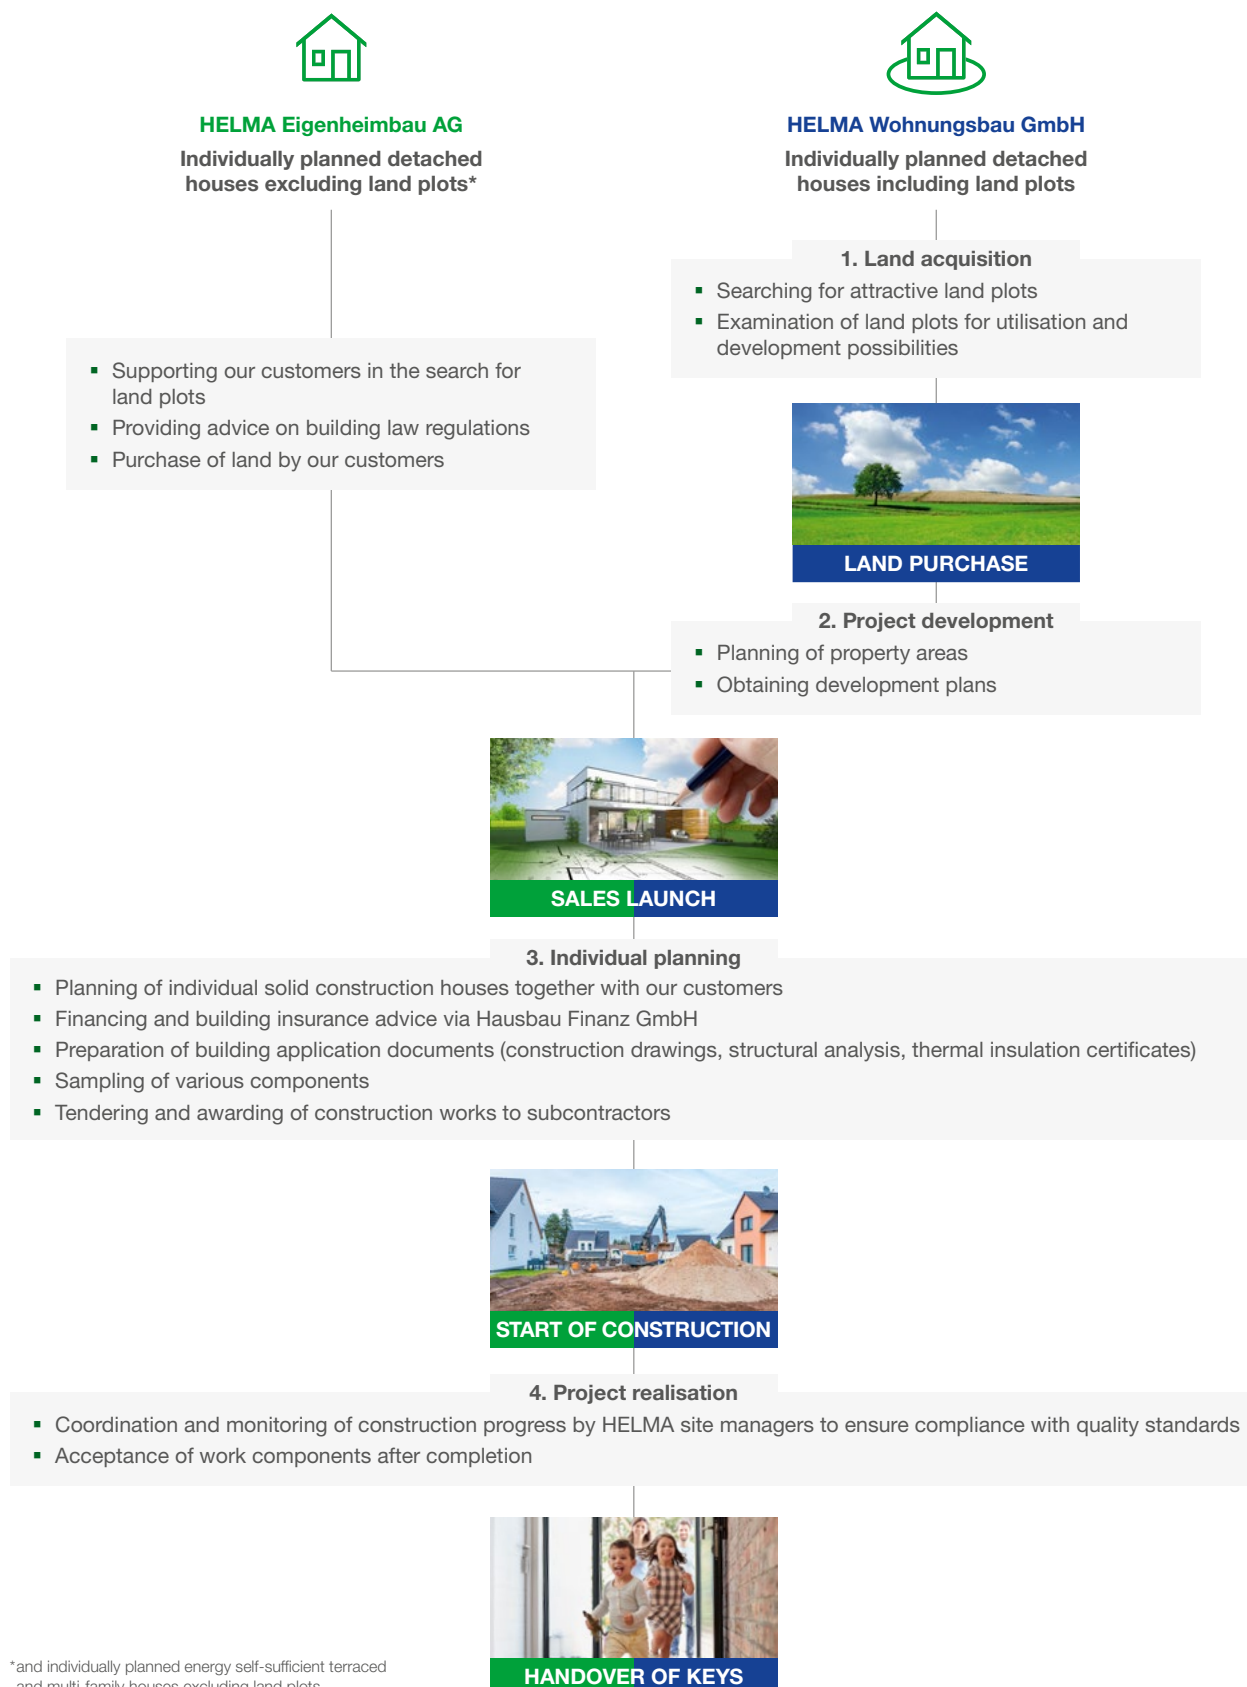 HELMA Eigenheimbau AG
Individually planned detached
houses excluding land plots*
Supporting our customers in the search for
land plots
Providing advice on building law regulations
Purchase of land by our customers
HELMA Wohnungsbau GmbH
Individually planned detached
houses including land plots
1. Land acquisition
Searching for attractive land plots
Examination of land plots for utilisation and
development possibilities
LAND PURCHASE
2. Project development
Planning of property areas
Obtaining development plans
SALES LAUNCH
3. Individual planning
Planning of individual solid construction houses together with our customers
Financing and building insurance advice via Hausbau Finanz GmbH
Preparation of building application documents (construction drawings, structural analysis, thermal insulation certificates)
Sampling of various components
Tendering and awarding of construction works to subcontractors
START OF CONSTRUCTION
4. Project realisation
Coordination and monitoring of construction progress by HELMA site managers to ensure compliance with quality standards
Acceptance of work components after completion
HANDOVER OF KEYS
*and individually planned energy self-sufficient terraced
and multi-family houses excluding land plots